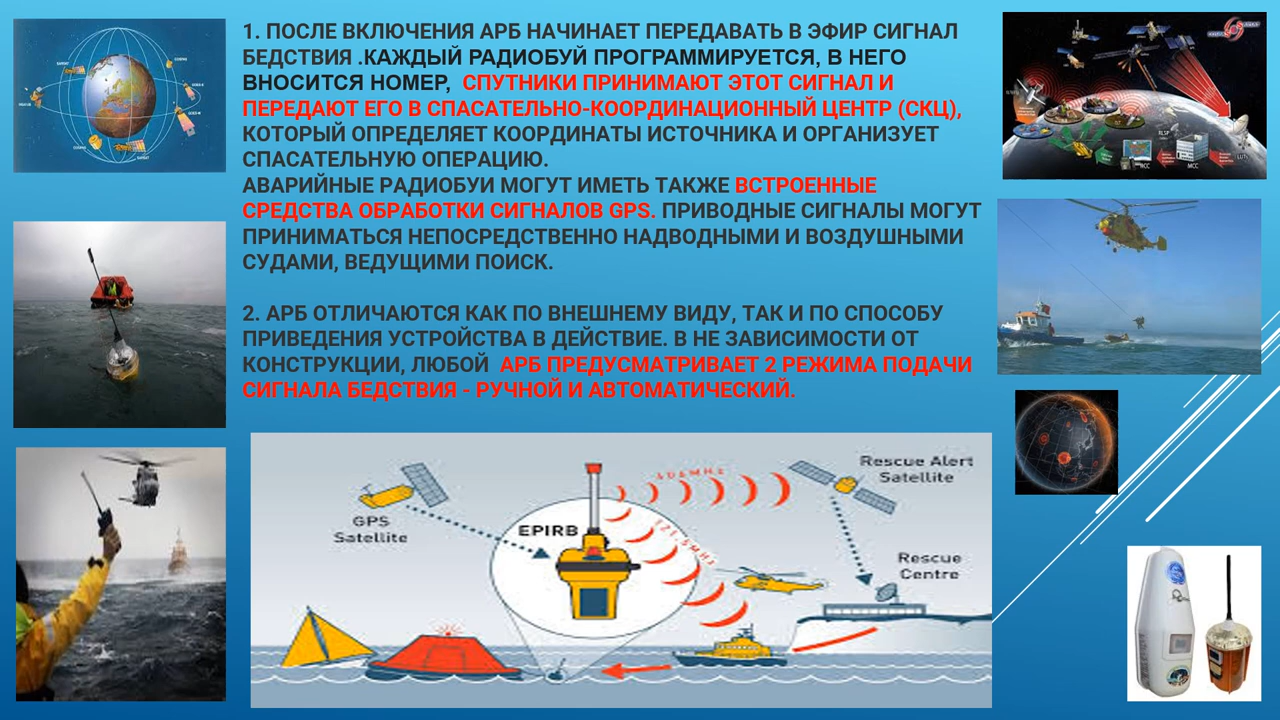 1. ПОСЛЕ ВКЛЮЧЕНИЯ АРБ НАЧИНАЕТ ПЕРЕДАВАТЬ В ЭФИР СИГНАЛ
БЕДСТВИЯ .КАЖДЫЙ РАДИОБУЙ ПРОГРАММИРУЕТСЯ, В НЕГО
ВНОСИТСЯ НОМЕР, СПУТНИКИ ПРИНИМАЮТ ЭТОТ СИГНАЛ И
ПЕРЕДАЮТ ЕГО В СПАСАТЕЛЬНО-КООРДИНАЦИОННЫЙ ЦЕНТР (СКЦ),
КОТОРЫЙ ОПРЕДЕЛЯЕТ КООРДИНАТЫ ИСТОЧНИКА И ОРГАНИЗУЕТ
СПАСАТЕЛЬНУЮ ОПЕРАЦИЮ.
АВАРИЙНЫЕ РАДИОБУИ МОГУТ ИМЕТЬ ТАКЖЕ ВСТРОЕННЫЕ
СРЕДСТВА ОБРАБОТКИ СИГНАЛОВ GPS. ПРИВОДНЫЕ СИГНАЛЫ МОГУТ
ПРИНИМАТЬСЯ НЕПОСРЕДСТВЕННО НАДВОДНЫМИ И ВОЗДУШНЫМИ
СУДАМИ, ВЕДУЩИМИ ПОИСК.
2. АРБ ОТЛИЧАЮТСЯ КАК ПО ВНЕШНЕМУ ВИДУ, ТАК И ПО СПОСОБУ
ПРИВЕДЕНИЯ УСТРОЙСТВА В ДЕЙСТВИЕ. В НЕ ЗАВИСИМОСТИ ОТ
КОНСТРУКЦИИ, ЛЮБОЙ АРБ ПРЕДУСМАТРИВАЕТ 2 РЕЖИМА ПОДАЧИ
СИГНАЛА БЕДСТВИЯ - РУЧНОЙ И АВТОМАТИЧЕСКИЙ.
GPS
Satellite
EPIRB
406MHz
121.5MHz
Rescue Alert
Satellite
Rescue
Centre
MCC
MCC
LUTs